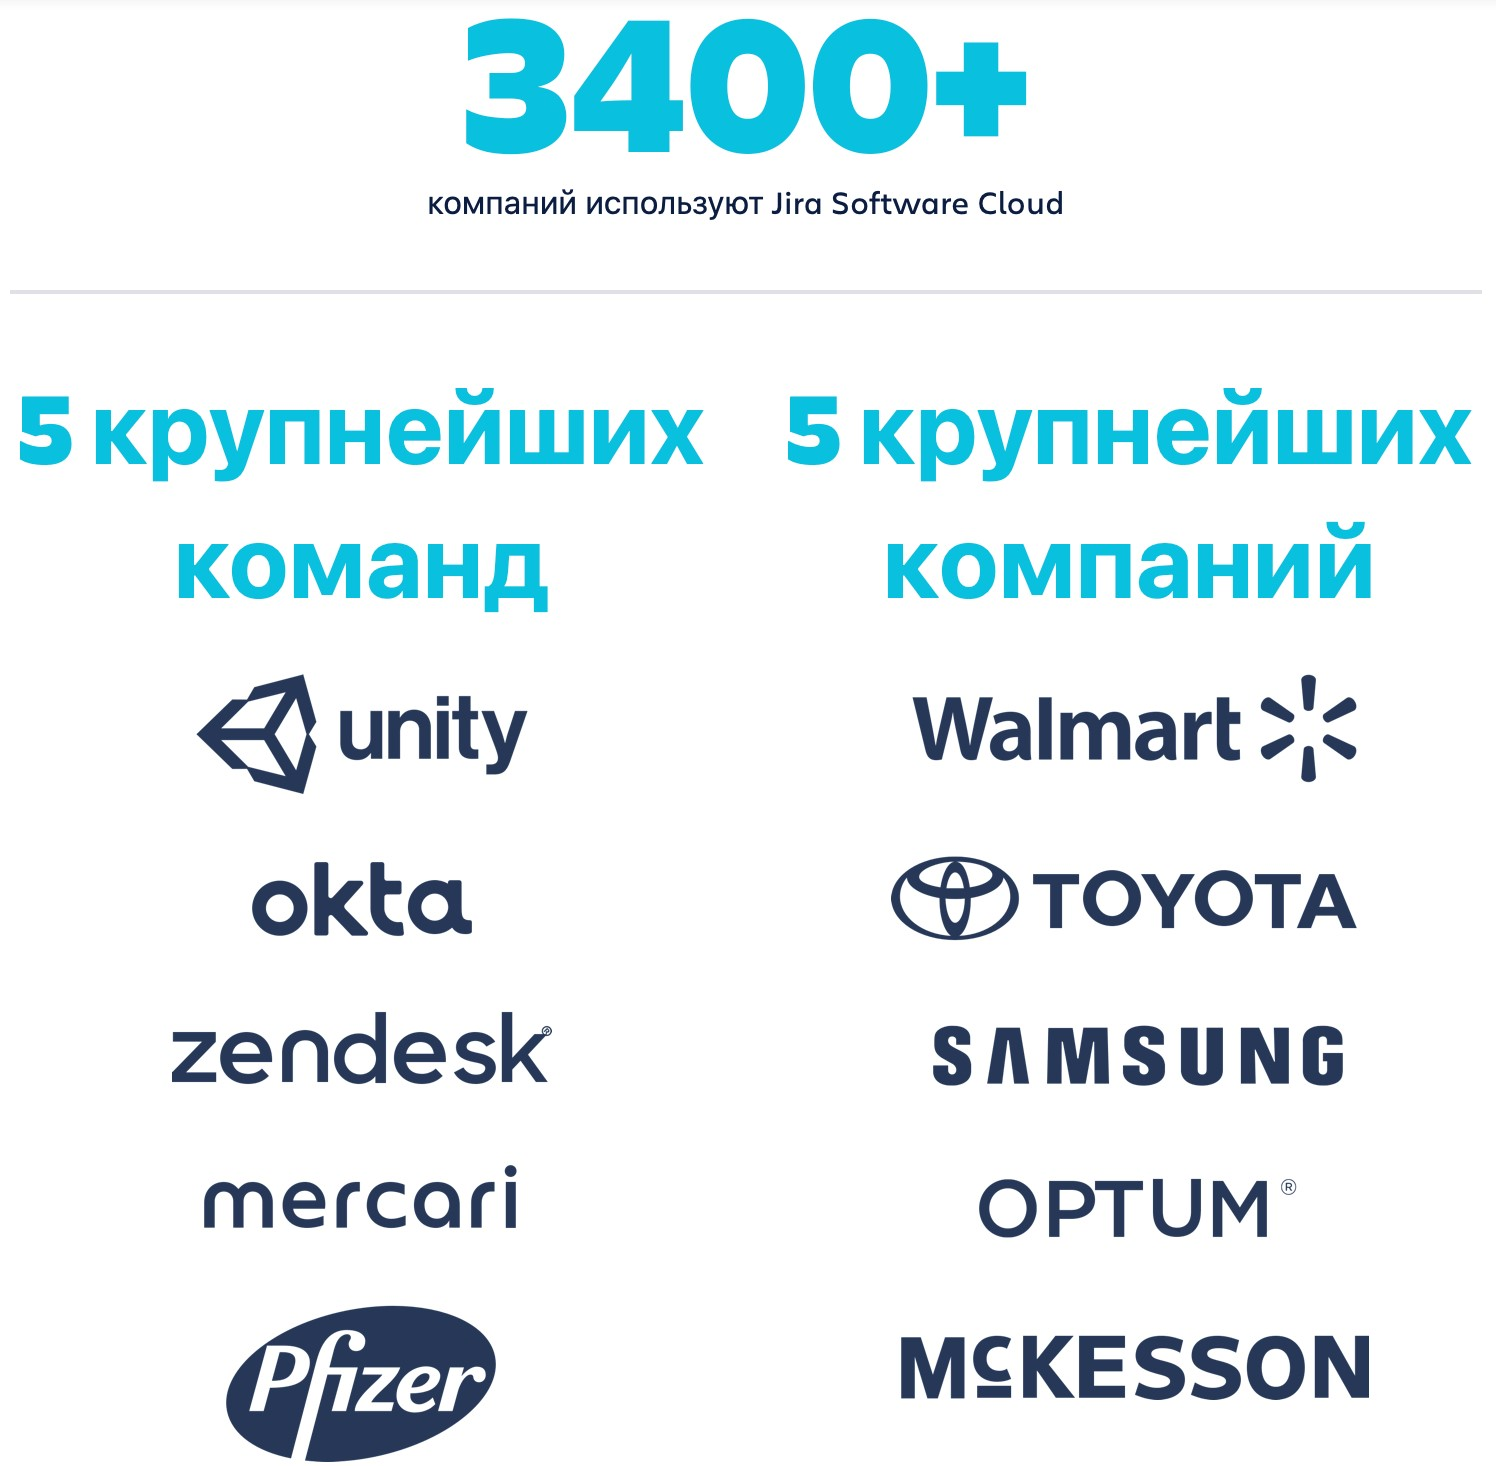 3400+
компаний используют Jira Software Cloud
5 крупнейших
команд
unity
okta
zendesk®
mercari
Pfizer
5 крупнейших
компаний
Walmart
TOYOTA
SAMSUNG
OPTUM®
McKESSON